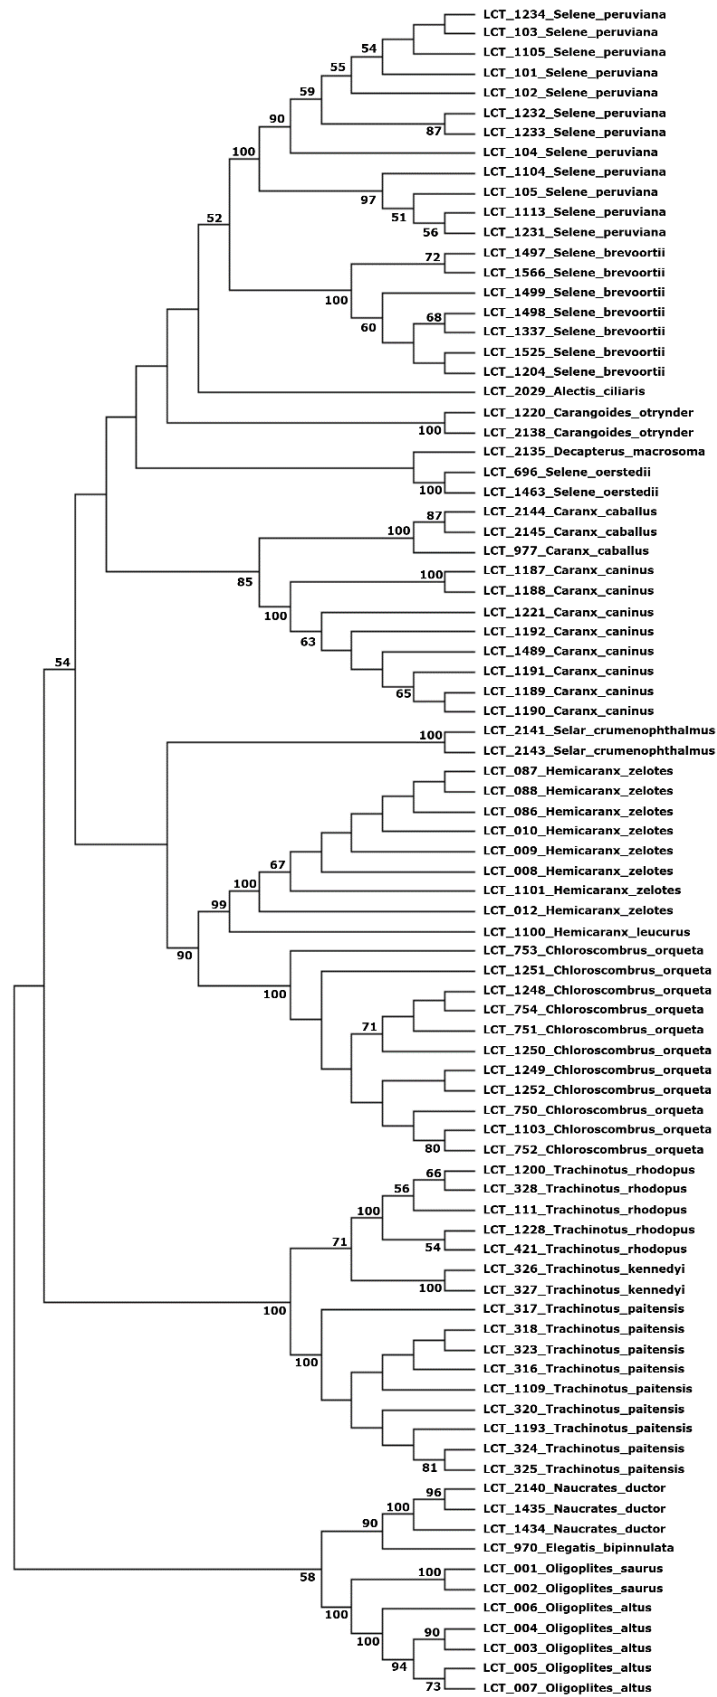 LCT_1234_Selene_peruviana
LCT_103_Selene_peruviana
LCT_1105_Selene_peruviana
54
LCT_101_Selene_peruviana
55
LCT_102_Selene_peruviana
59
LCT_1232_Selene_peruviana
90
87
LCT_1233_Selene_peruviana
100
LCT_104_Selene_peruviana
LCT_1104_Selene_peruviana
97
LCT_105_Selene_peruviana
52
51
LCT_1113_Selene_peruviana
56
LCT_1231_Selene_peruviana
LCT_1497_Selene_brevoortii
72
LCT_1566_Selene_brevoortii
100
LCT_1499_Selene_brevoortii
LCT_1498_Selene_brevoortii
60
68
LCT_1337_Selene_brevoortii
LCT_1525_Selene_brevoortii
LCT_1204_Selene_brevoortii
LCT_2029_Alectis_ciliaris
LCT_1220_Carangoides_otrynder
100
LCT_2138_Carangoides_otrynder
LCT_2135_Decapterus_macrosoma
LCT_696_Selene_oerstedii
100
LCT_1463_Selene_oerstedii
LCT_2144_Caranx_caballus
87
100
LCT_2145_Caranx_caballus
LCT_977_Caranx_caballus
85
LCT_1187_Caranx_caninus
100
LCT_1188_Caranx_caninus
100
LCT_1221_Caranx_caninus
63
LCT_1192_Caranx_caninus
LCT_1489_Caranx_caninus
54
LCT_1191_Caranx_caninus
65
LCT_1189_Caranx_caninus
LCT_1190_Caranx_caninus
LCT_2141_Selar_crumenophthalmus
100
LCT_2143_Selar_crumenophthalmus
LCT_087_Hemicaranx_zelotes
LCT_088_Hemicaranx_zelotes
LCT_086_Hemicaranx_zelotes
LCT_010_Hemicaranx_zelotes
LCT_009_Hemicaranx_zelotes
67
LCT_008_Hemicaranx_zelotes
100
LCT_1101_Hemicaranx_zelotes
99
LCT_012_Hemicaranx_zelotes
LCT_1100_Hemicaranx_leucurus
90
LCT_753_Chloroscombrus_orqueta
LCT_1251_Chloroscombrus_orqueta
100
LCT_1248_Chloroscombrus_orqueta
LCT_754_Chloroscombrus_orqueta
71
LCT_751_Chloroscombrus_orqueta
LCT_1250_Chloroscombrus_orqueta
LCT_1249_Chloroscombrus_orqueta
LCT_1252_Chloroscombrus_orqueta
LCT_750_Chloroscombrus_orqueta
LCT_1103_Chloroscombrus_orqueta
80
LCT_752_Chloroscombrus_orqueta
LCT_1200_Trachinotus_rhodopus
66
56
LCT_328_Trachinotus_rhodopus
100
LCT_111_Trachinotus_rhodopus
LCT_1228_Trachinotus_rhodopus
71
54
LCT_421_Trachinotus_rhodopus
LCT_326_Trachinotus_kennedyi
100
LCT_327_Trachinotus_kennedyi
100
LCT_317_Trachinotus_paitensis
LCT_318_Trachinotus_paitensis
LCT_323_Trachinotus_paitensis
100
LCT_316_Trachinotus_paitensis
LCT_1109_Trachinotus_paitensis
LCT_320_Trachinotus_paitensis
LCT_1193_Trachinotus_paitensis
LCT_324_Trachinotus_paitensis
81
LCT_325_Trachinotus_paitensis
LCT_2140_Naucrates_ductor
96
100
LCT_1435_Naucrates_ductor
90
LCT_1434_Naucrates_ductor
LCT_970_Elegatis_bipinnulata
58
LCT_001_Oligoplites_saurus
100
LCT_002_Oligoplites_saurus
100
LCT_006_Oligoplites_altus
LCT_004_Oligoplites_altus
100
90
LCT_003_Oligoplites_altus
94
LCT_005_Oligoplites_altus
73
LCT_007_Oligoplites_altus